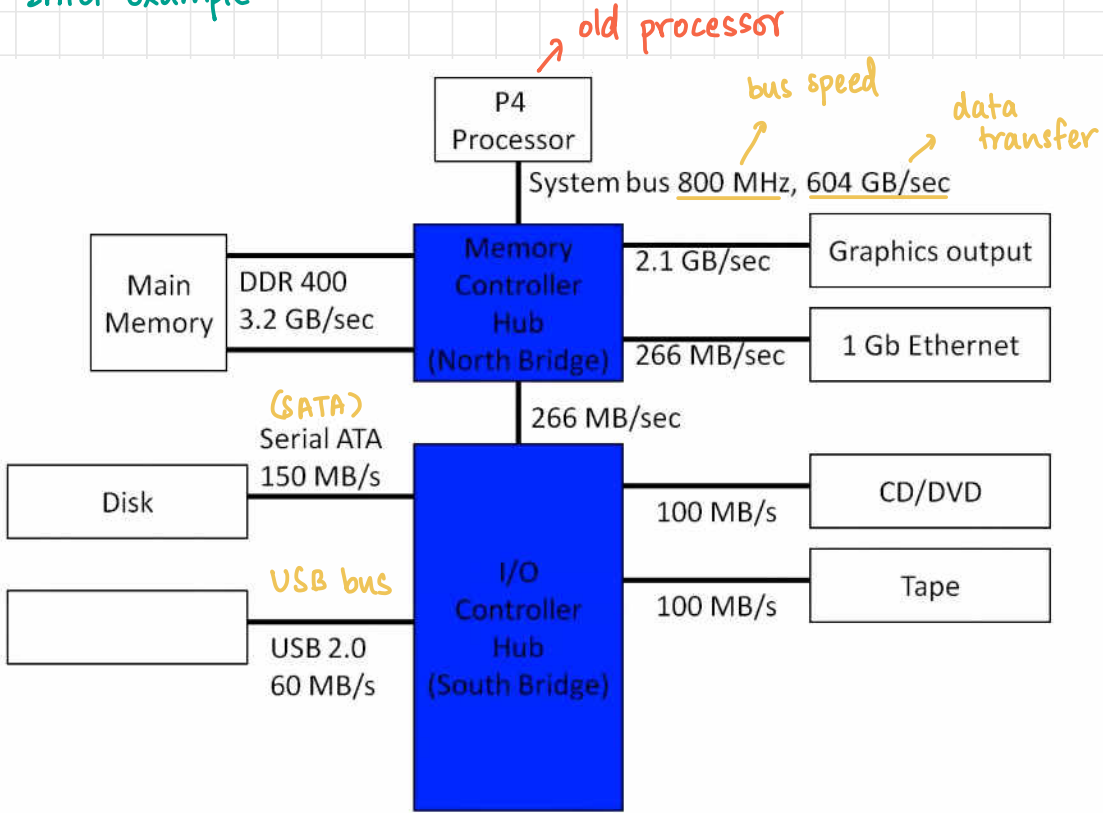 Intel example
old processor
bus speed
data
transfer
P4
Processor
System bus 800 MHz, 604 GB/sec
Main
Memory
DDR 400
3.2 GB/sec
Memory
Controller
Hub
(North Bridge)
2.1 GB/sec
Graphics output
266 MB/sec
1 Gb Ethernet
266 MB/sec
(SATA)
Serial ATA
150 MB/s
Disk
USB bus
USB 2.0
60 MB/s
I/O
Controller
Hub
(South Bridge)
100 MB/s
CD/DVD
100 MB/s
Tape